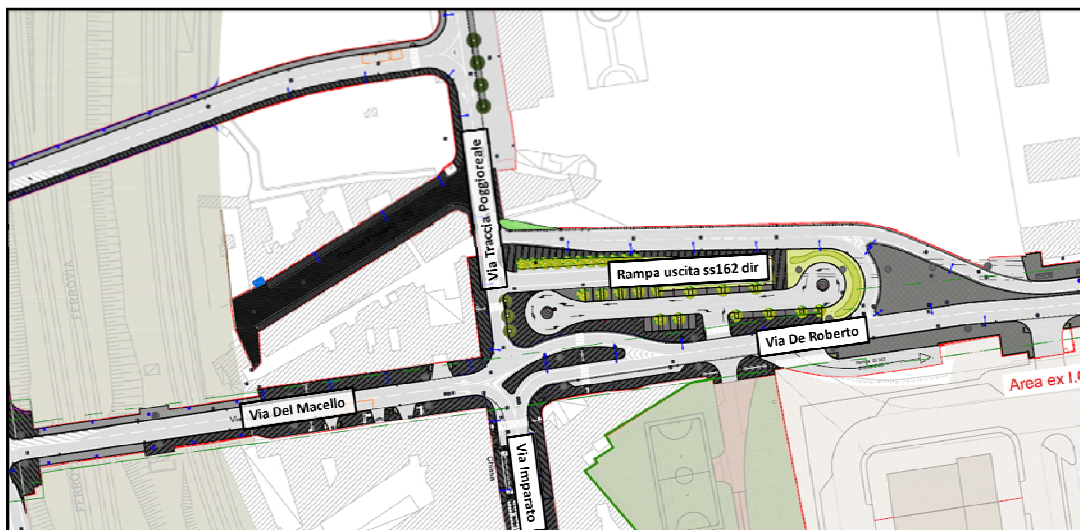 Via Traccia Poggioreale
Rampa uscita ss162 dir
Via De Roberto
FERROVIA
Area ex I.
Via Del Macello
FERROVIA
Via Imparato